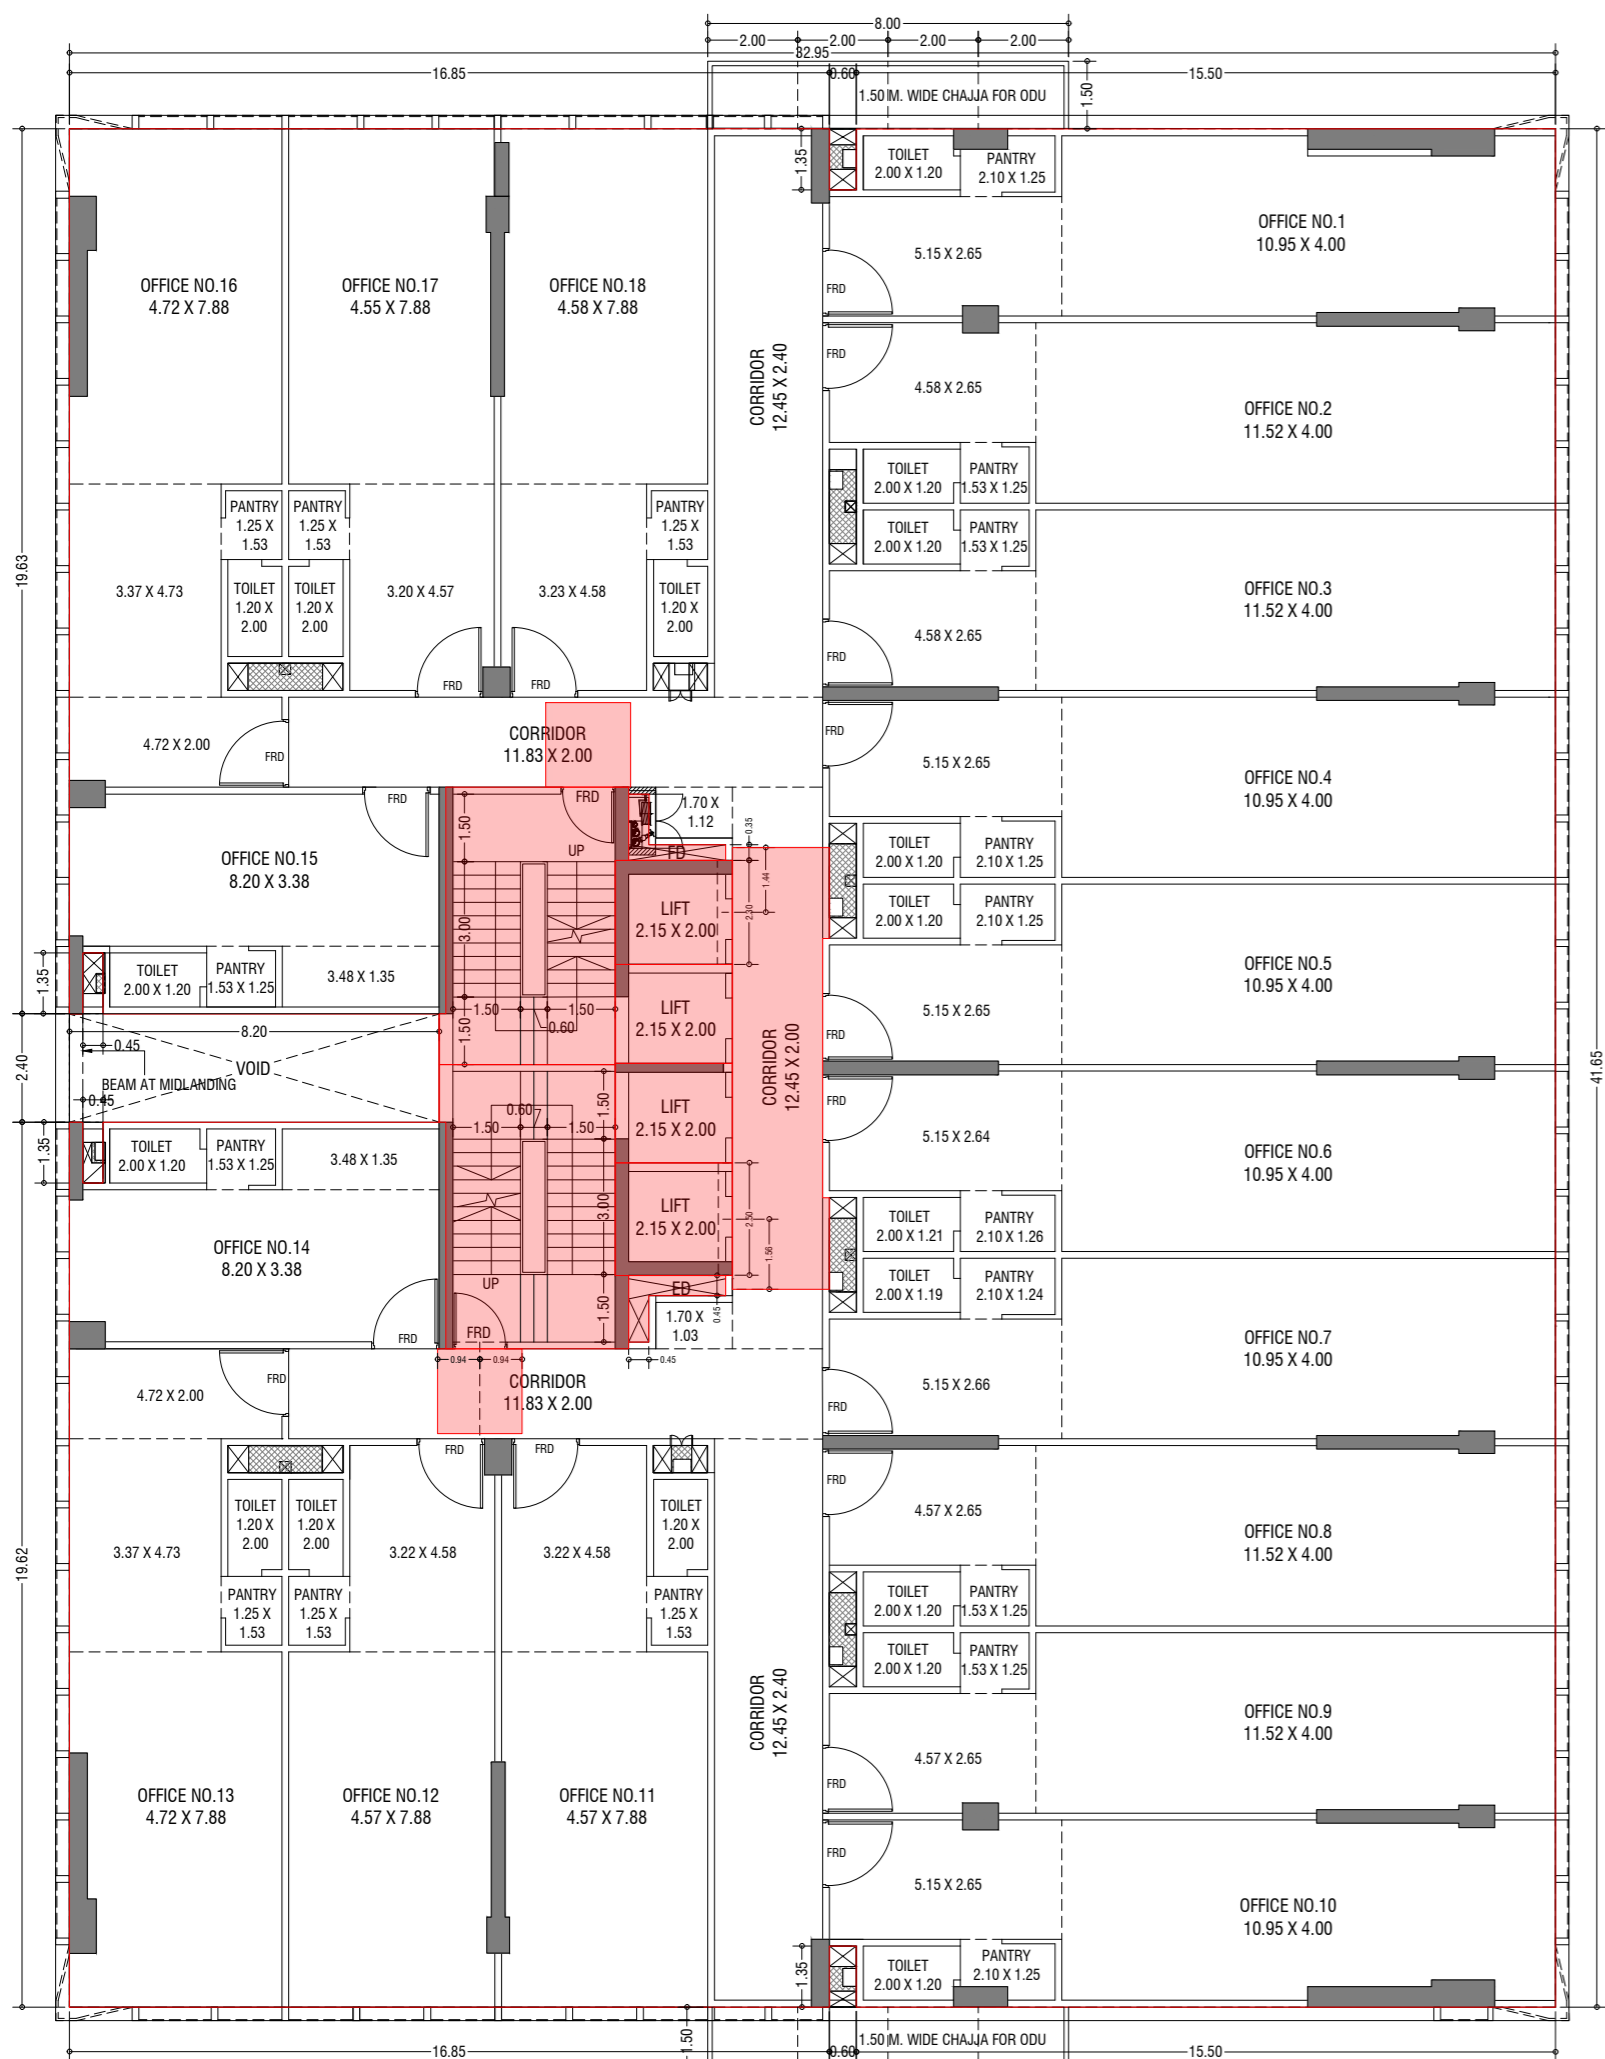 8.00
2.00 2.00 2.00 2.00
32.95
16.85 0.60 15.50
1.50 M. WIDE CHAJJA FOR ODU
1.50
1.35
TOILET
2.00 X 1.20
PANTRY
2.10 X 1.25
OFFICE NO.1
10.95 X 4.00
5.15 X 2.65
FRD
OFFICE NO.16
4.72 X 7.88
OFFICE NO.17
4.55 X 7.88
OFFICE NO.18
4.58 X 7.88
CORRIDOR
12.45 X 2.40
FRD
4.58 X 2.65
OFFICE NO.2
11.52 X 4.00
TOILET
2.00 X 1.20
PANTRY
1.53 X 1.25
TOILET
2.00 X 1.20
PANTRY
1.53 X 1.25
OFFICE NO.3
11.52 X 4.00
4.58 X 2.65
FRD
19.63
PANTRY
1.25 X
1.53
PANTRY
1.25 X
1.53
PANTRY
1.25 X
1.53
3.37 X 4.73
TOILET
1.20 X
2.00
TOILET
1.20 X
2.00
3.20 X 4.57
3.23 X 4.58
TOILET
1.20 X
2.00
FRD
FRD
CORRIDOR
11.83 X 2.00
4.72 X 2.00
FRD
FRD
5.15 X 2.65
OFFICE NO.4
10.95 X 4.00
FRD
FRD
1.70 X
1.12
1.50
UP
FD
0.35
1.44
2.30
OFFICE NO.15
8.20 X 3.38
TOILET
2.00 X 1.20
PANTRY
2.10 X 1.25
TOILET
2.00 X 1.20
PANTRY
2.10 X 1.25
LIFT
2.15 X 2.00
3.00
1.35
TOILET
2.00 X 1.20
PANTRY
1.53 X 1.25
3.48 X 1.35
OFFICE NO.5
10.95 X 4.00
5.15 X 2.65
FRD
LIFT
2.15 X 2.00
1.50 1.50
0.60
1.50
8.20
0.45
VOID
BEAM AT MIDLANDING
0.45
2.40
CORRIDOR
12.45 X 2.00
41.65
LIFT
2.15 X 2.00
0.60
1.50
1.50 1.50
FRD
5.15 X 2.64
OFFICE NO.6
10.95 X 4.00
1.35
TOILET
2.00 X 1.20
PANTRY
1.53 X 1.25
3.48 X 1.35
LIFT
2.15 X 2.00
3.00
2.50
1.56
TOILET
2.00 X 1.21
PANTRY
2.10 X 1.26
TOILET
2.00 X 1.19
PANTRY
2.10 X 1.24
OFFICE NO.14
8.20 X 3.38
UP
ED
1.50
0.45
1.70 X
1.03
FRD
FRD
0.94 0.94
0.45
OFFICE NO.7
10.95 X 4.00
5.15 X 2.66
FRD
CORRIDOR
11.83 X 2.00
4.72 X 2.00
FRD
FRD
FRD
FRD
4.57 X 2.65
OFFICE NO.8
11.52 X 4.00
TOILET
1.20 X
2.00
TOILET
1.20 X
2.00
TOILET
1.20 X
2.00
3.37 X 4.73
3.22 X 4.58
3.22 X 4.58
19.62
PANTRY
1.25 X
1.53
PANTRY
1.25 X
1.53
PANTRY
1.25 X
1.53
TOILET
2.00 X 1.20
PANTRY
1.53 X 1.25
TOILET
2.00 X 1.20
PANTRY
1.53 X 1.25
OFFICE NO.9
11.52 X 4.00
4.57 X 2.65
FRD
CORRIDOR
12.45 X 2.40
OFFICE NO.13
4.72 X 7.88
OFFICE NO.12
4.57 X 7.88
OFFICE NO.11
4.57 X 7.88
FRD
5.15 X 2.65
OFFICE NO.10
10.95 X 4.00
1.35
TOILET
2.00 X 1.20
PANTRY
2.10 X 1.25
1.50
1.50 M. WIDE CHAJJA FOR ODU
16.85 0.60 15.50